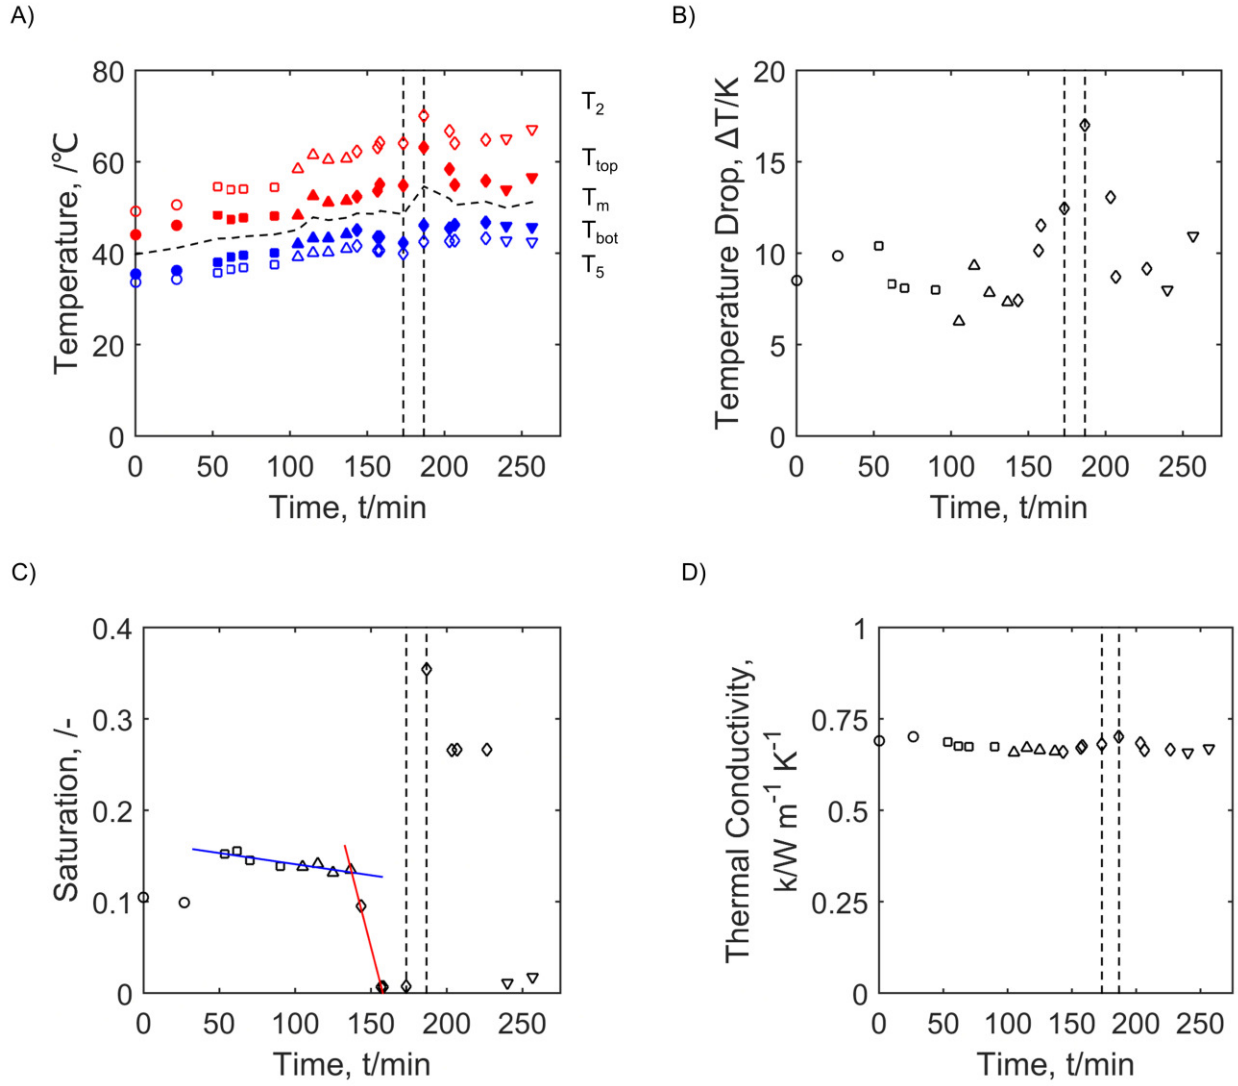 A)
80
60
40
20
0
Temperature, /℃
0 50 100 150 200 250
Time, t/min
T2
Ttop
Tm
Tbot
T5
B)
20
15
10
5
0
Temperature Drop, ΔT/K
0 50 100 150 200 250
Time, t/min
C)
0.4
0.3
0.2
0.1
0
Saturation, /-
0 50 100 150 200 250
Time, t/min
D)
1
0.75
0.5
0.25
0
Thermal Conductivity,
k/W m⁻¹ K⁻¹
0 50 100 150 200 250
Time, t/min